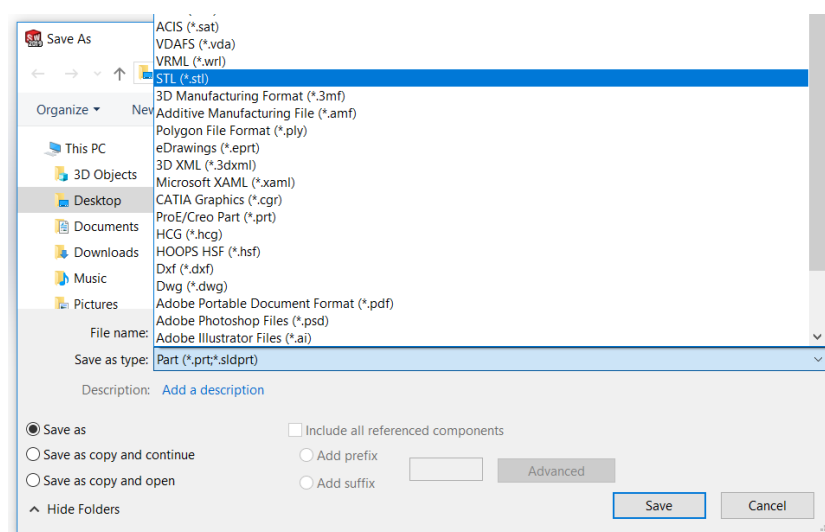 Save As
ACIS (*.sat)
VDAFS (*.vda)
VRML (*.wrl)
STL (*.stl)
3D Manufacturing Format (*.3mf)
Additive Manufacturing File (*.amf)
Polygon File Format (*.ply)
eDrawings (*.eprt)
3D XML (*.3dxml)
Microsoft XAML (*.xaml)
CATIA Graphics (*.cgr)
ProE/Creo Part (*.prt)
HCG (*.hcg)
HOOPS HSF (*.hsf)
Dxf (*.dxf)
Dwg (*.dwg)
Adobe Portable Document Format (*.pdf)
Adobe Photoshop Files (*.psd)
Adobe Illustrator Files (*.ai)
Organize
This PC
3D Objects
Desktop
Documents
Downloads
Music
Pictures
File name:
Save as type: Part (*.prt;*.sldprt)
Description: Add a description
Save as
Save as copy and continue
Save as copy and open
Include all referenced components
Add prefix
Add suffix
Advanced
Hide Folders
Save
Cancel